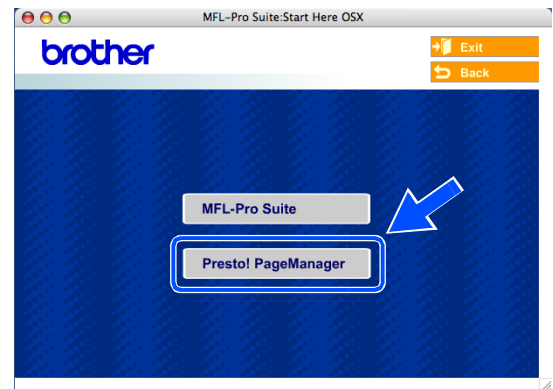 MFL-Pro Suite:Start Here OSX
brother
Exit
Back
MFL-Pro Suite
Presto! PageManager